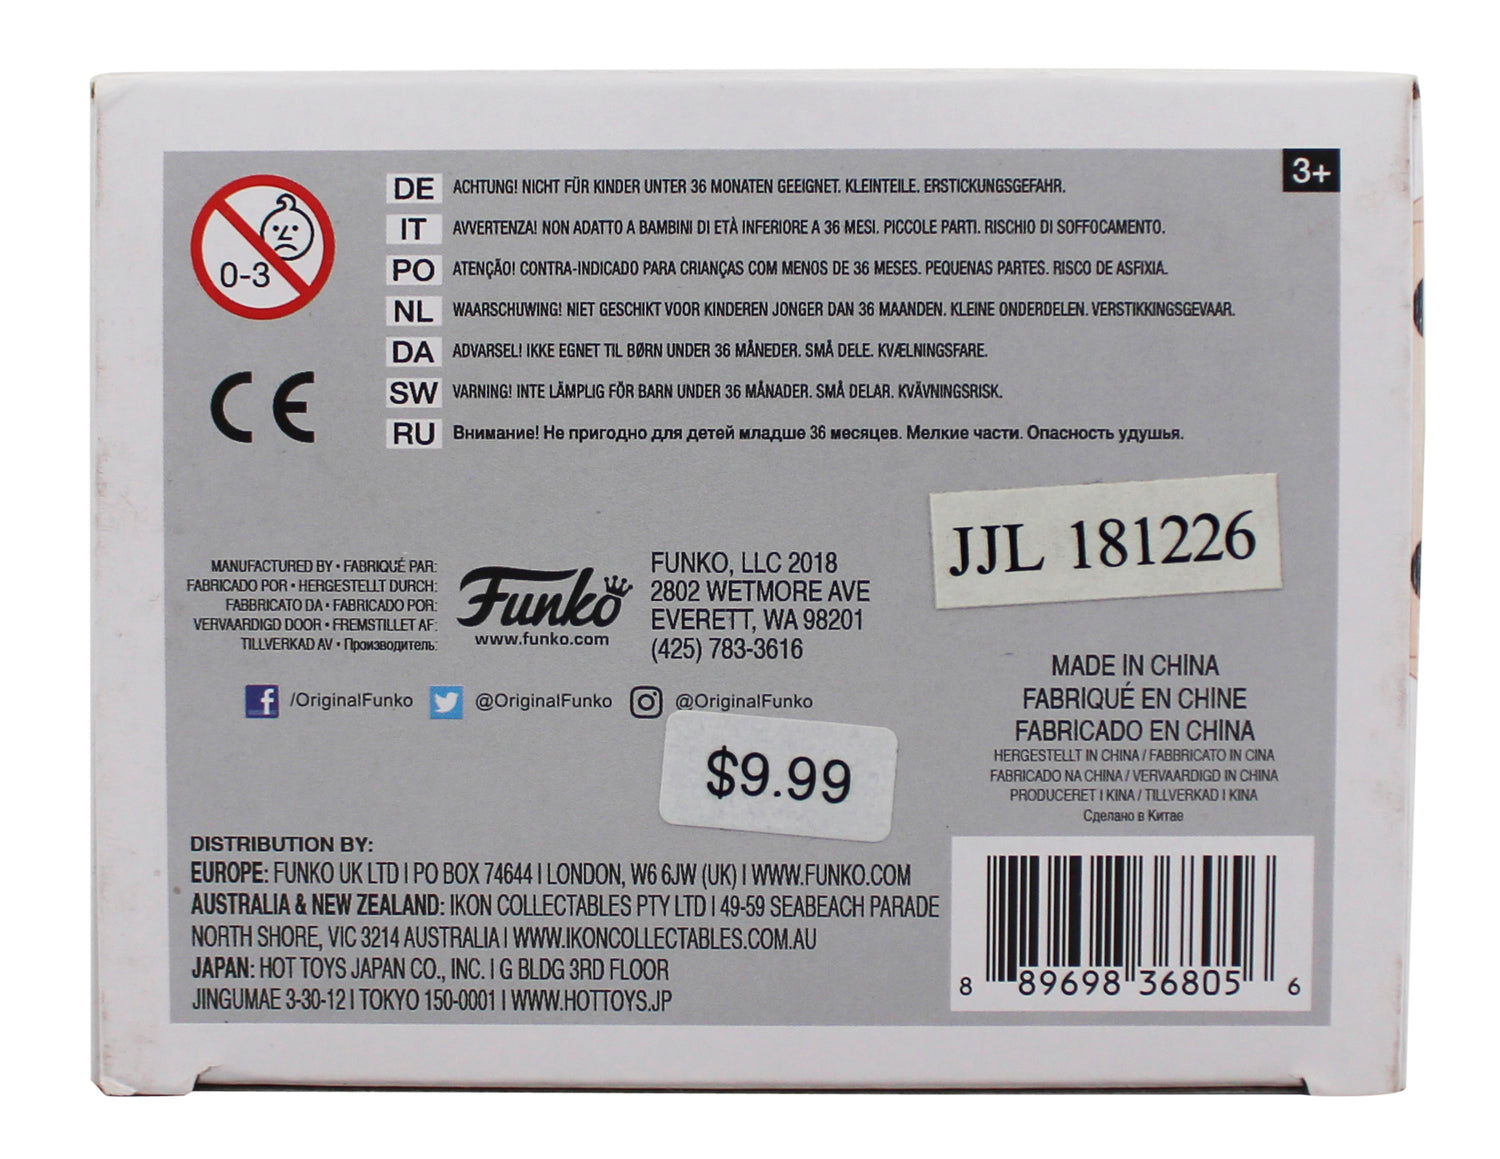 3+
0-3
DE ACHTUNG! NICHT FÜR KINDER UNTER 36 MONATEN GEEIGNET. KLEINTEILE. ERSTICKUNGSGEFAHR.
IT AVVERTENZA! NON ADATTO A BAMBINI DI ETÀ INFERIORE A 36 MESI. PICCOLE PARTI. RISCHIO DI SOFFOCAMENTO.
PO ATENÇÃO! CONTRA-INDICADO PARA CRIANÇAS COM MENOS DE 36 MESES. PEQUENAS PARTES. RISCO DE ASFIXIA.
NL WAARSCHUWING! NIET GESCHIKT VOOR KINDEREN JONGER DAN 36 MAANDEN. KLEINE ONDERDELEN. VERSTIKKINGSGEVAAR.
DA ADVARSEL! IKKE EGNET TIL BØRN UNDER 36 MÅNEDER. SMÅ DELE. KVÆLNINGSFARE.
SW VARNING! INTE LÄMPLIG FÖR BARN UNDER 36 MÅNADER. SMÅ DELAR. KVÄVNINGSRISK.
RU Внимание! Не пригодно для детей младше 36 месяцев. Мелкие части. Опасность удушья.
CE
JJL 181226
MANUFACTURED BY • FABRIQUÉ PAR:
FABRICADO POR • HERGESTELLT DURCH:
FABBRICATO DA • FABRICADO POR:
VERVAARDIGD DOOR • FREMSTILLET AF:
TILLVERKAD AV • Производитель:
Funko
www.funko.com
FUNKO, LLC 2018
2802 WETMORE AVE
EVERETT, WA 98201
(425) 783-3616
/OriginalFunko @OriginalFunko @OriginalFunko
$9.99
MADE IN CHINA
FABRIQUÉ EN CHINE
FABRICADO EN CHINA
HERGESTELLT IN CHINA / FABBRICATO IN CINA
FABRICADO NA CHINA / VERVAARDIGD IN CHINA
PRODUCERET I KINA / TILLVERKAD I KINA
Сделано в Китае
DISTRIBUTION BY:
EUROPE: FUNKO UK LTD I PO BOX 74644 I LONDON, W6 6JW (UK) I WWW.FUNKO.COM
AUSTRALIA & NEW ZEALAND: IKON COLLECTABLES PTY LTD I 49-59 SEABEACH PARADE
NORTH SHORE, VIC 3214 AUSTRALIA I WWW.IKONCOLLECTABLES.COM.AU
JAPAN: HOT TOYS JAPAN CO., INC. I G BLDG 3RD FLOOR
JINGUMAE 3-30-12 I TOKYO 150-0001 I WWW.HOTTOYS.JP
8 89698 36805 6